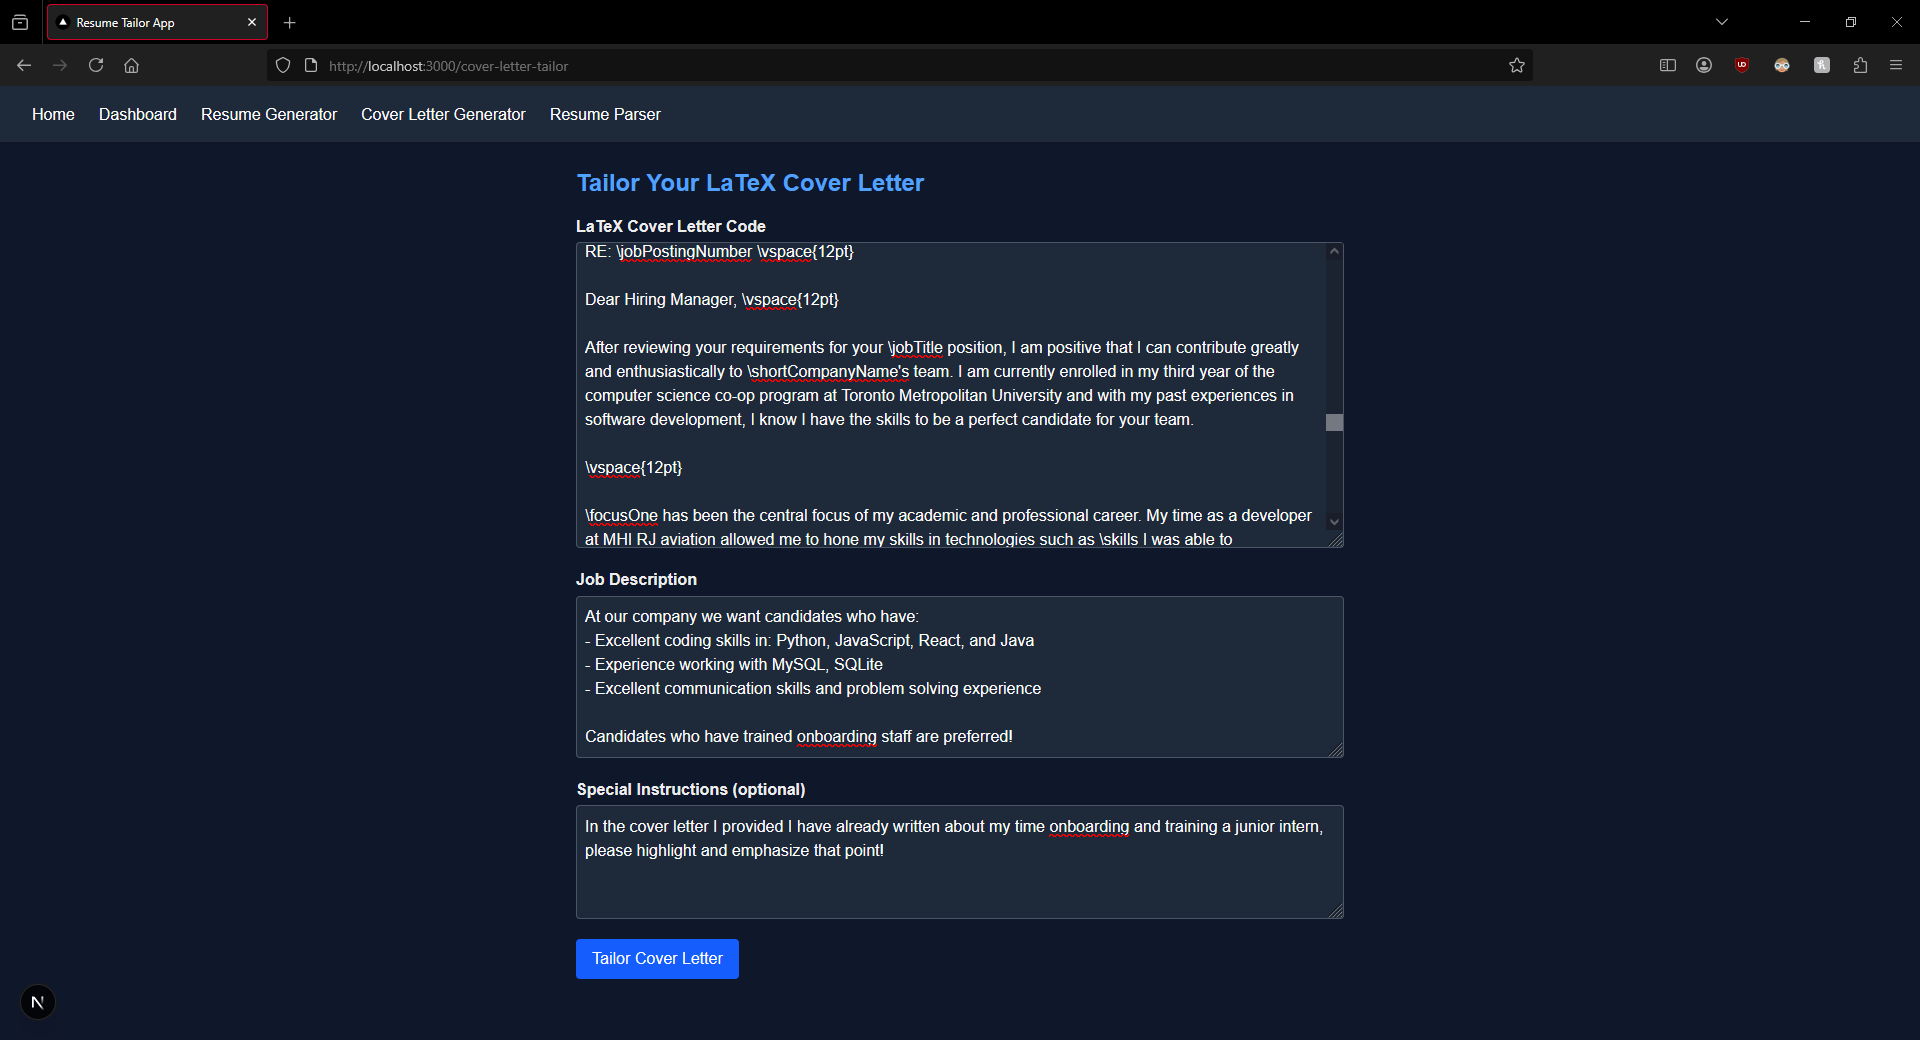 Resume Tailor App
http://localhost:3000/cover-letter-tailor
Home Dashboard Resume Generator Cover Letter Generator Resume Parser
Tailor Your LaTeX Cover Letter
LaTeX Cover Letter Code
RE: \jobPostingNumber \vspace{12pt}
Dear Hiring Manager, \vspace{12pt}
After reviewing your requirements for your \jobTitle position, I am positive that I can contribute greatly
and enthusiastically to \shortCompanyName's team. I am currently enrolled in my third year of the
computer science co-op program at Toronto Metropolitan University and with my past experiences in
software development, I know I have the skills to be a perfect candidate for your team.
\vspace{12pt}
\focusOne has been the central focus of my academic and professional career. My time as a developer
at MHI RJ aviation allowed me to hone my skills in technologies such as \skills I was able to
Job Description
At our company we want candidates who have:
- Excellent coding skills in: Python, JavaScript, React, and Java
- Experience working with MySQL, SQLite
- Excellent communication skills and problem solving experience
Candidates who have trained onboarding staff are preferred!
Special Instructions (optional)
In the cover letter I provided I have already written about my time onboarding and training a junior intern,
please highlight and emphasize that point!
Tailor Cover Letter
N